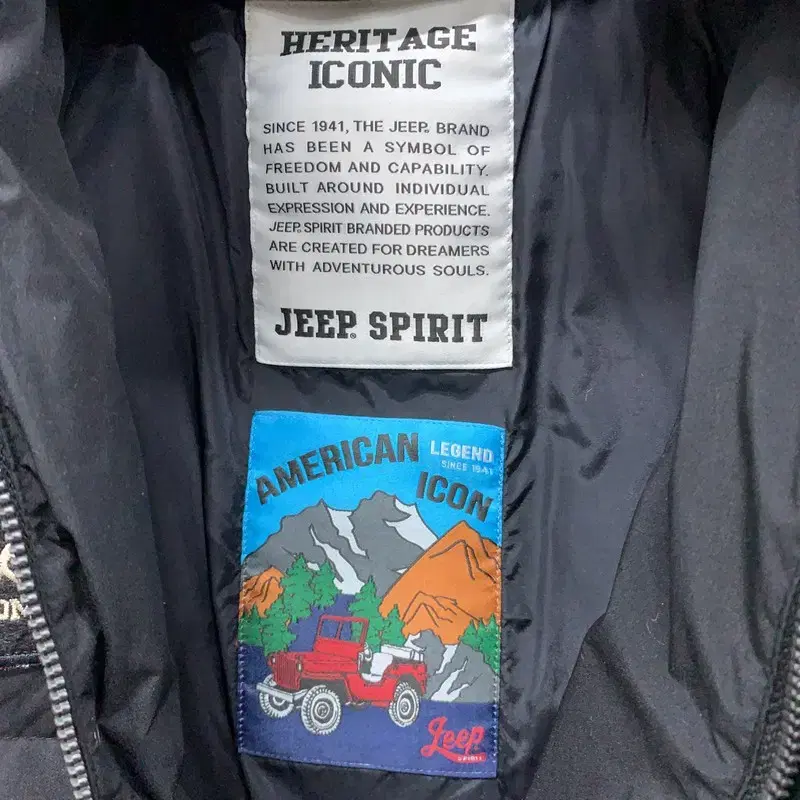 HERITAGE
ICONIC
SINCE 1941, THE JEEP® BRAND
HAS BEEN A SYMBOL OF
FREEDOM AND CAPABILITY.
BUILT AROUND INDIVIDUAL
EXPRESSION AND EXPERIENCE.
JEEP® SPIRIT BRANDED PRODUCTS
ARE CREATED FOR DREAMERS
WITH ADVENTUROUS SOULS.
JEEP® SPIRIT
AMERICAN
LEGEND
SINCE 1941
ICON
Jeep
SPIRIT